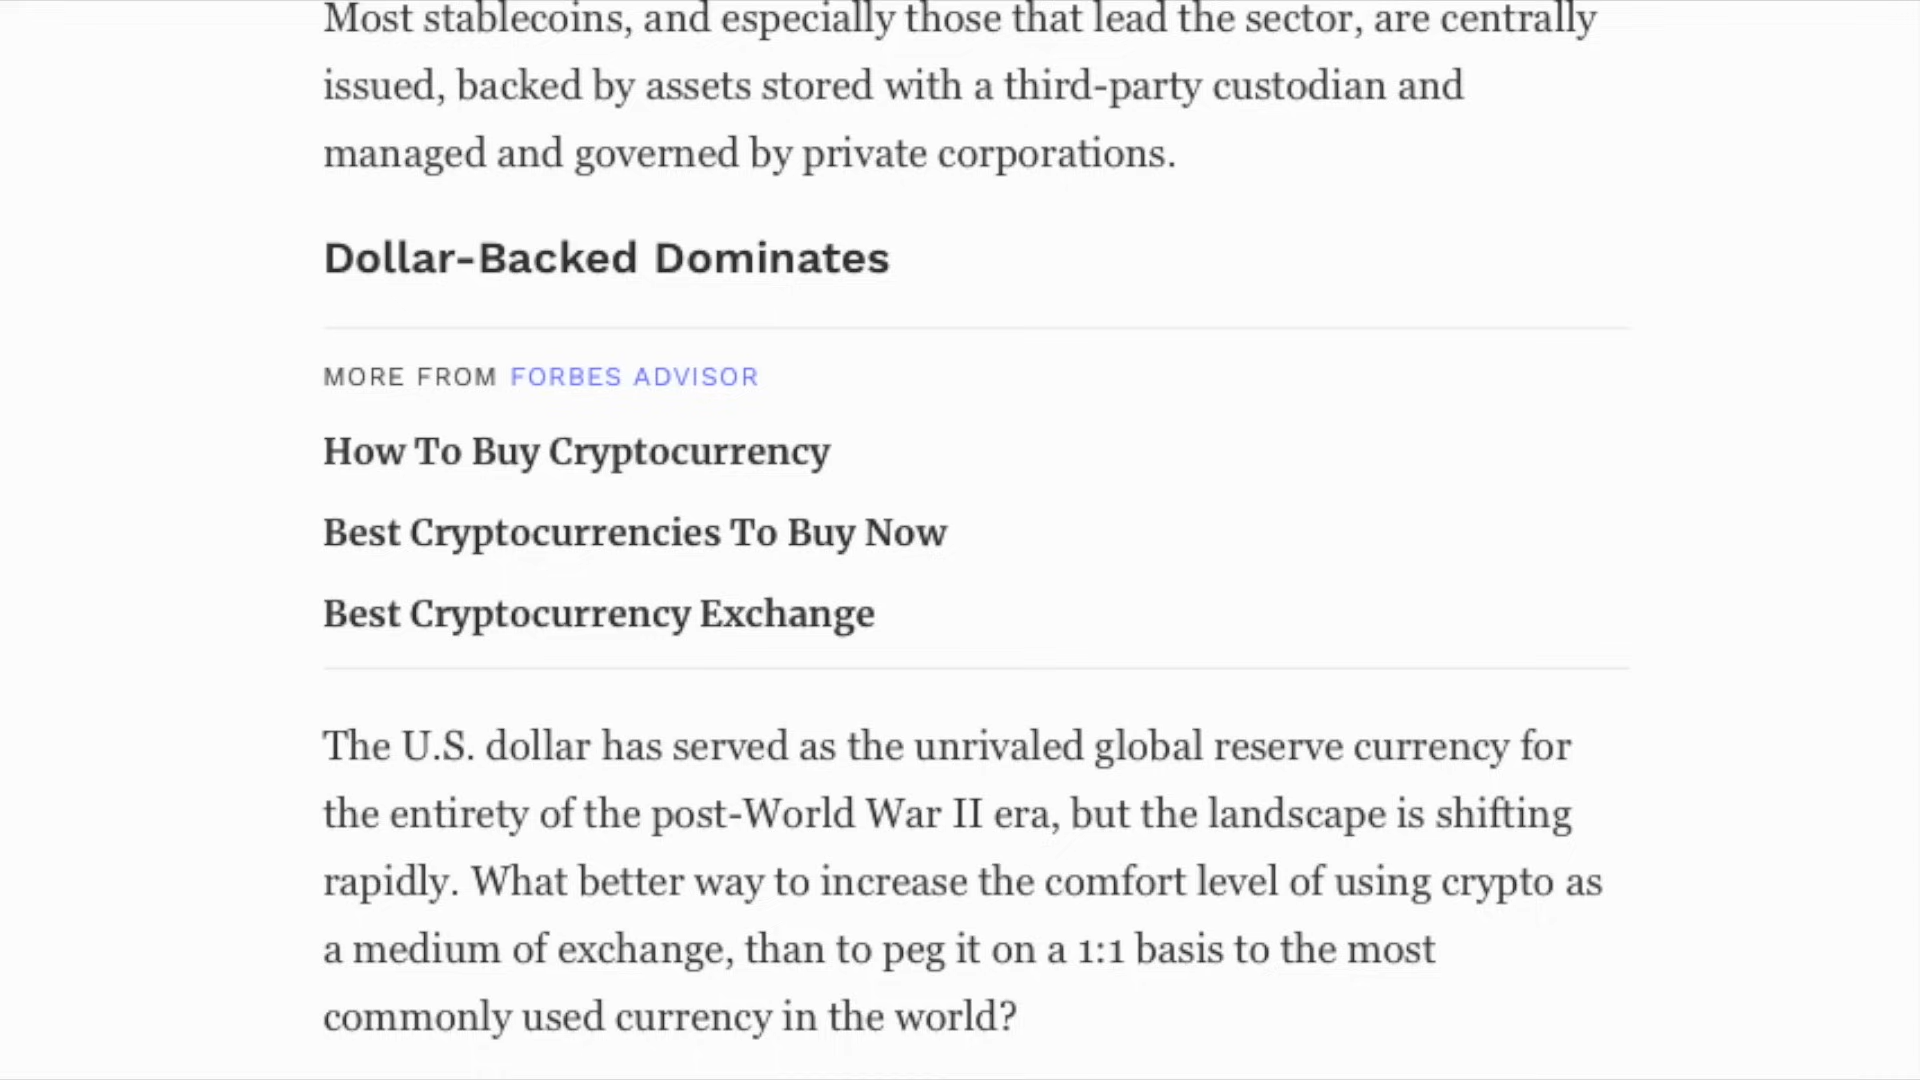 Most stablecoins, and especially those that lead the sector, are centrally
issued, backed by assets stored with a third-party custodian and
managed and governed by private corporations.
Dollar-Backed Dominates
MORE FROM FORBES ADVISOR
How To Buy Cryptocurrency
Best Cryptocurrencies To Buy Now
Best Cryptocurrency Exchange
The U.S. dollar has served as the unrivaled global reserve currency for
the entirety of the post-World War II era, but the landscape is shifting
rapidly. What better way to increase the comfort level of using crypto as
a medium of exchange, than to peg it on a 1:1 basis to the most
commonly used currency in the world?